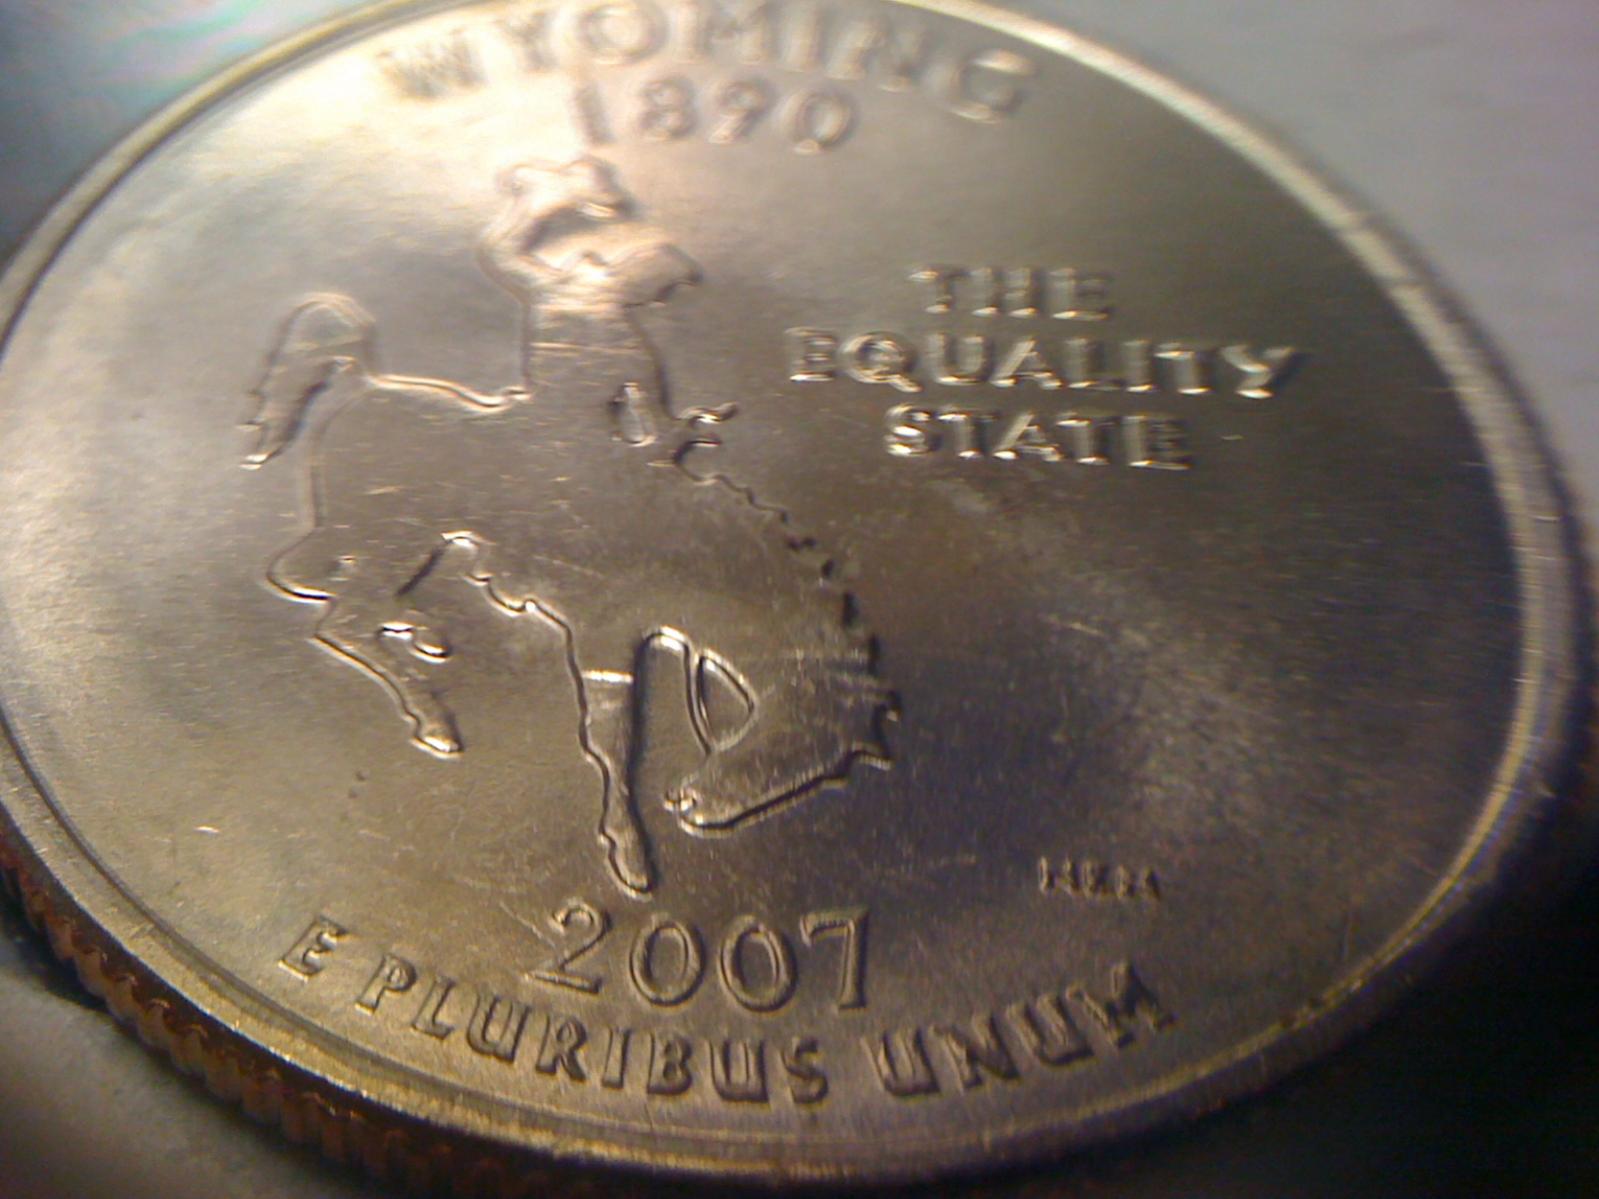 WYOMING
1890
THE
EQUALITY
STATE
2007
E PLURIBUS UNUM